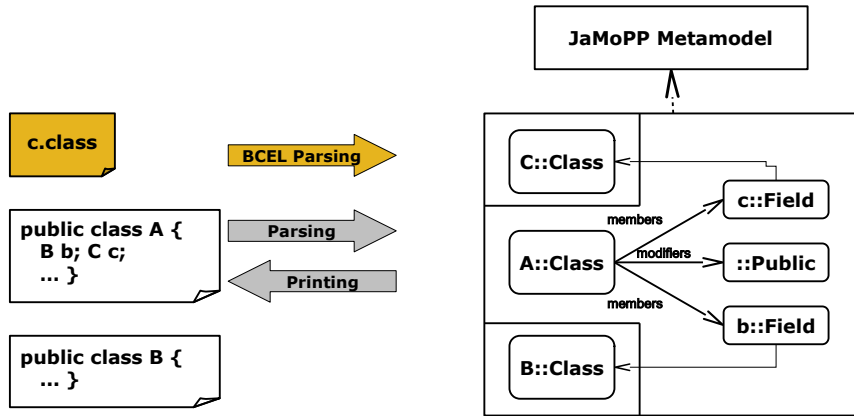 JaMoPP Metamodel
c.class
BCEL Parsing
C::Class
c::Field
public class A {
B b; C c;
... }
Parsing
Printing
members
modifiers
members
A::Class
::Public
b::Field
public class B {
... }
B::Class